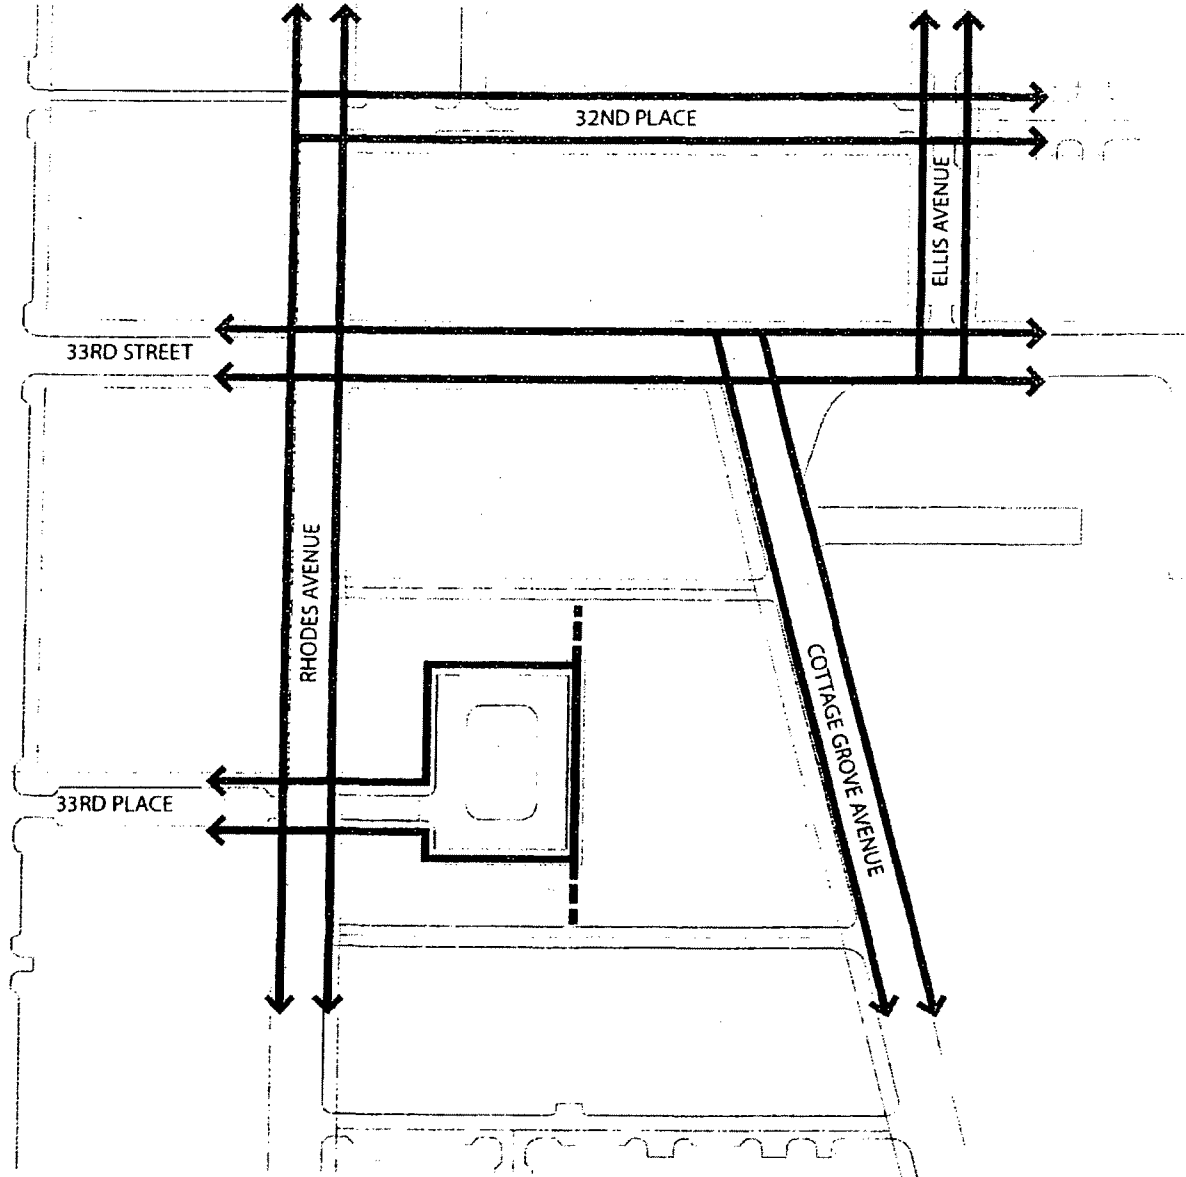 32ND PLACE
ELLIS AVENUE
33RD STREET
RHODES AVENUE
COTTAGE GROVE AVENUE
33RD PLACE